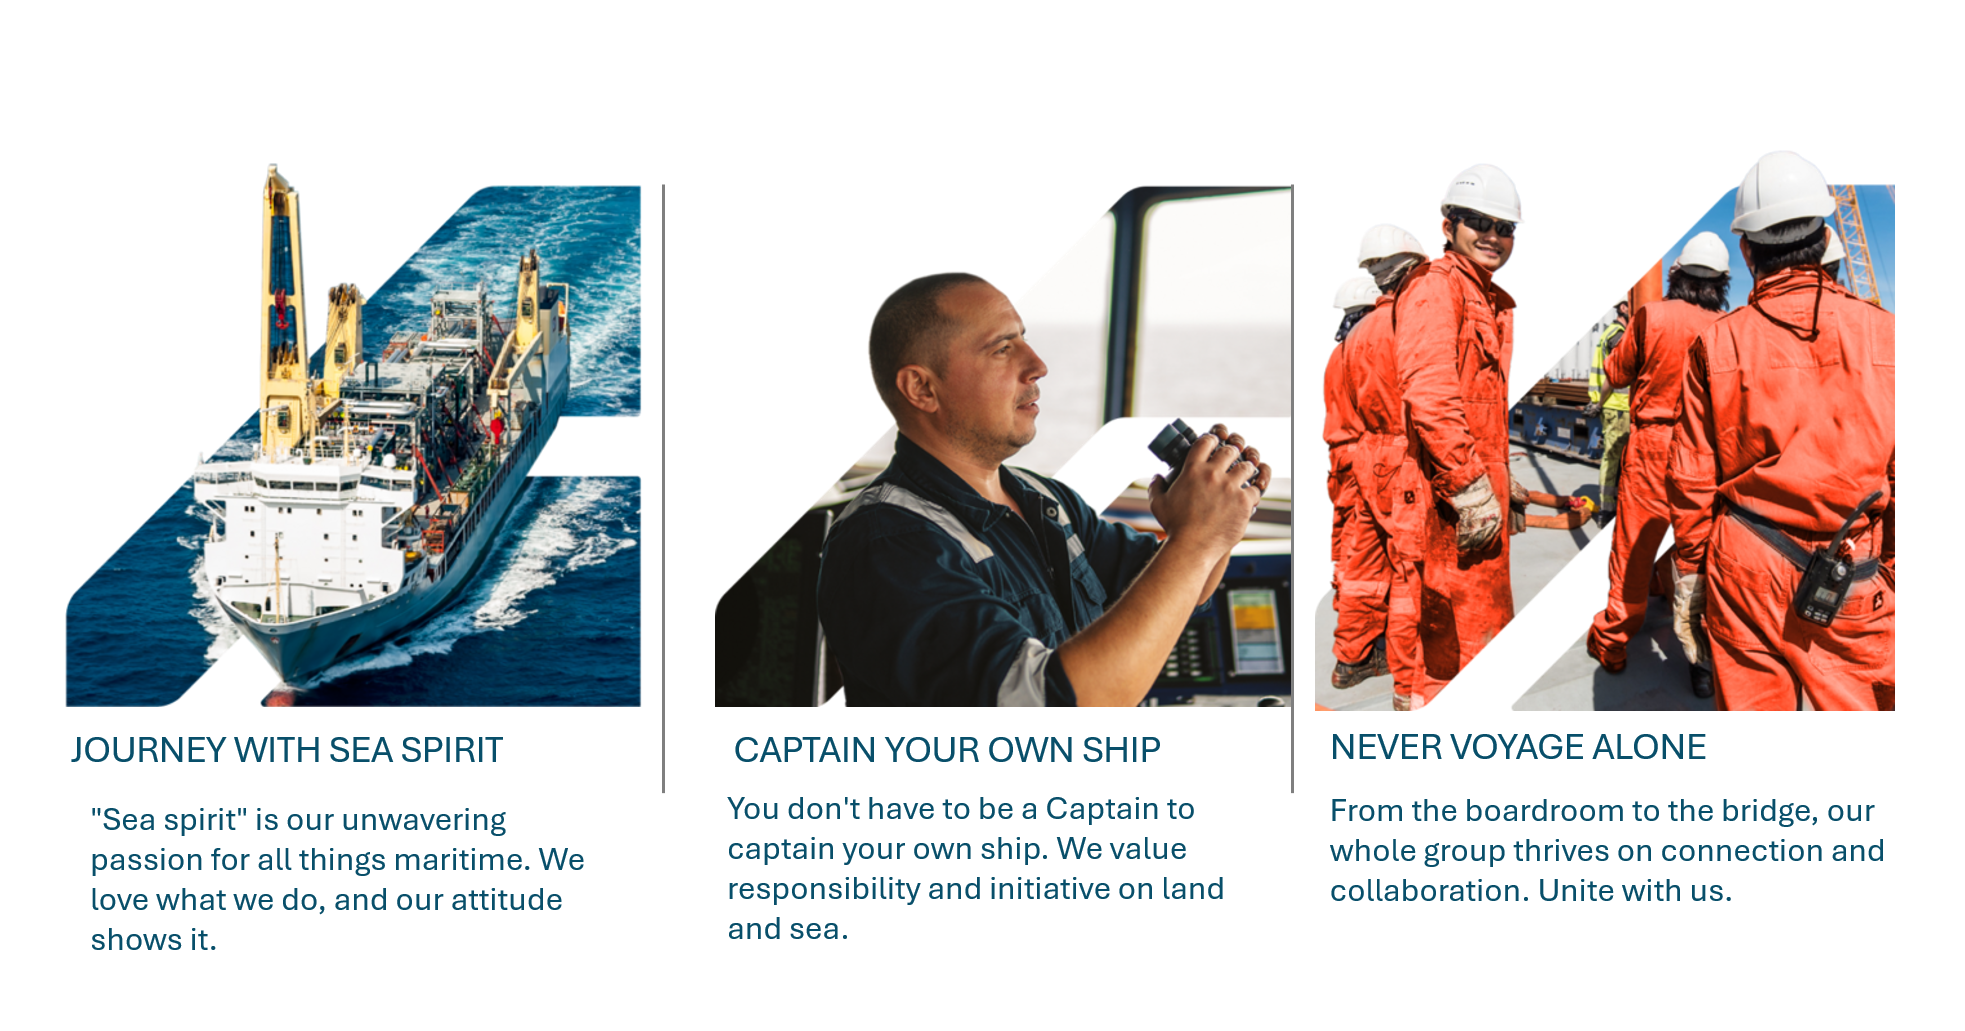 JOURNEY WITH SEA SPIRIT
"Sea spirit" is our unwavering
passion for all things maritime. We
love what we do, and our attitude
shows it.
CAPTAIN YOUR OWN SHIP
You don't have to be a Captain to
captain your own ship. We value
responsibility and initiative on land
and sea.
NEVER VOYAGE ALONE
From the boardroom to the bridge, our
whole group thrives on connection and
collaboration. Unite with us.